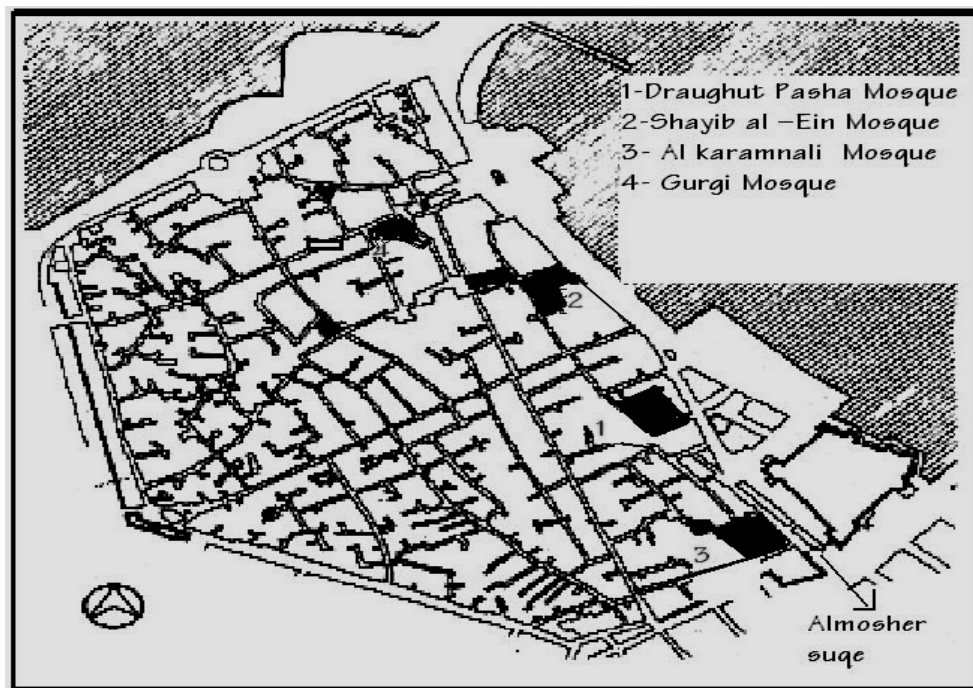 1-Draughut Pasha Mosque
2-Shayib al -Ein Mosque
3- Al karamnali Mosque
4- Gurgi Mosque
4
2
1
3
Almosher
suqe